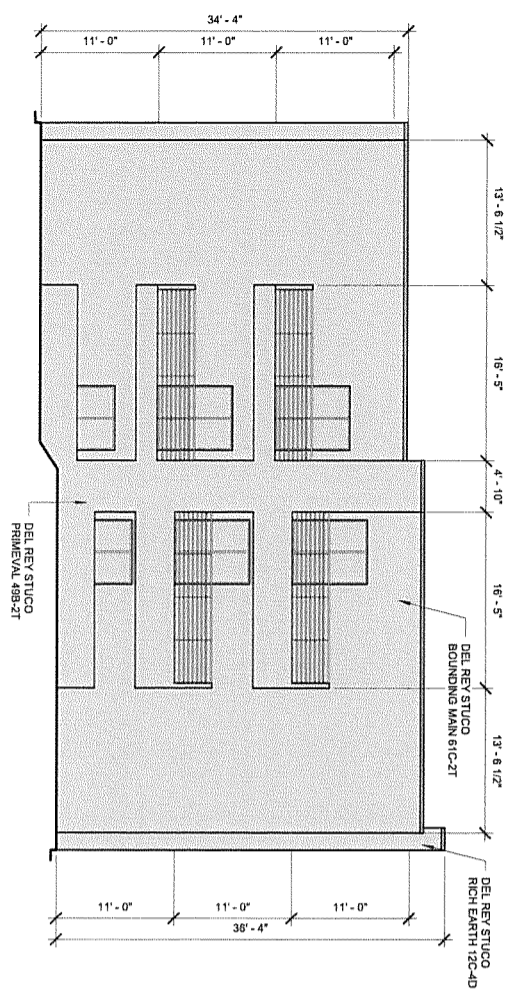 34' - 4"
11' - 0"
11' - 0"
11' - 0"
13' - 6 1/2"
16' - 5"
4' - 10"
16' - 5"
13' - 6 1/2"
DEL REY STUCO
PRIMEVAL 49B-2T
DEL REY STUCO
BOUNDING MAIN 61C-2T
DEL REY STUCO
RICH EARTH 12C-4D
11' - 0"
11' - 0"
11' - 0"
36' - 4"